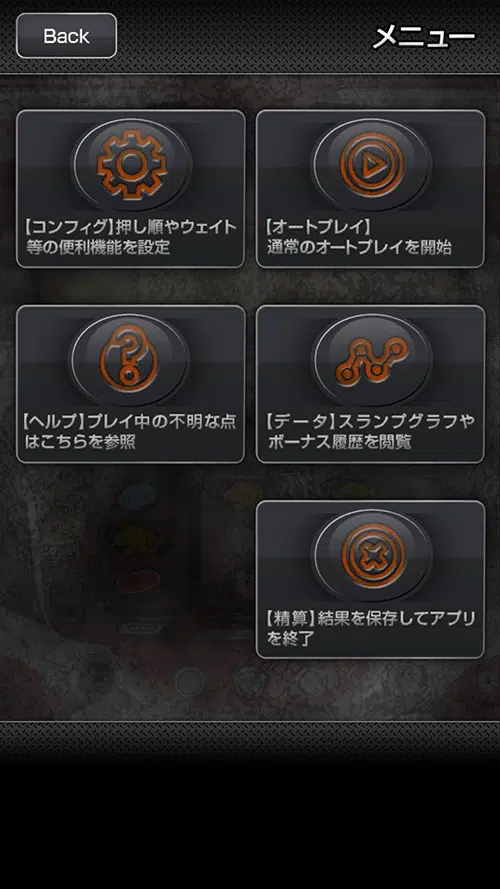 Back
メニュー
【コンフィグ】押し順やウェイト
等の便利機能を設定
【オートプレイ】
通常のオートプレイを開始
【ヘルプ】プレイ中の不明な点
はこちらを参照
【データ】スランプグラフや
ボーナス履歴を閲覧
【精算】結果を保存してアプリ
を終了